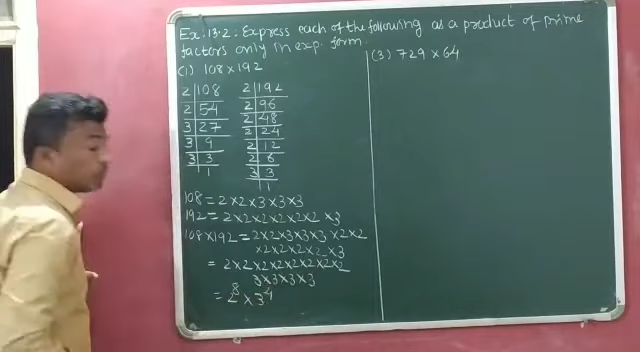 Ex: 13.2: Express each of the following as a product of prime
factors only in exp. form.
(1) 108 × 192
2 | 108
2 | 54
3 | 27
3 | 9
3 | 3
1
2 | 192
2 | 96
2 | 48
2 | 24
2 | 12
2 | 6
3 | 3
1
108 = 2×2×3×3×3
192 = 2×2×2×2×2×2×3
108×192 = 2×2×3×3×3×2×2
×2×2×2×2×3
= 2×2×2×2×2×2×2×2
3×3×3×3
= 2⁸ × 3⁴
(3) 729 × 64